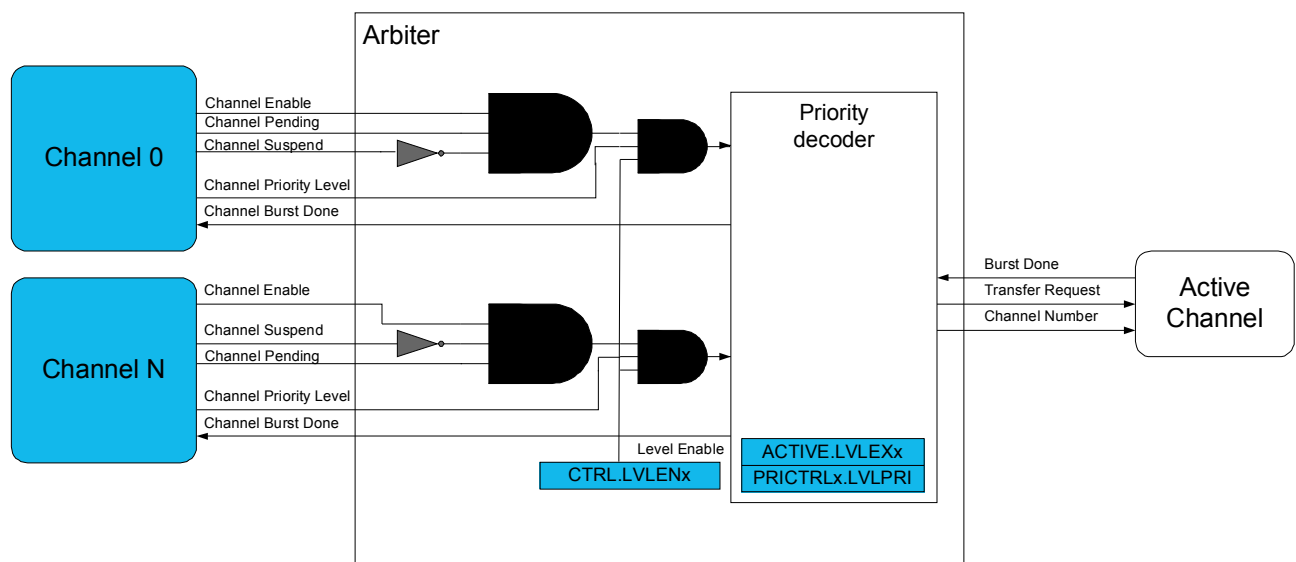 Arbiter
Channel 0
Channel Enable
Channel Pending
Channel Suspend
Channel Priority Level
Channel Burst Done
Priority
decoder
Burst Done
Transfer Request
Channel Number
Active
Channel
Channel N
Channel Enable
Channel Suspend
Channel Pending
Channel Priority Level
Channel Burst Done
Level Enable
CTRL.LVLENx
ACTIVE.LVLEXx
PRICTRLx.LVLPRI